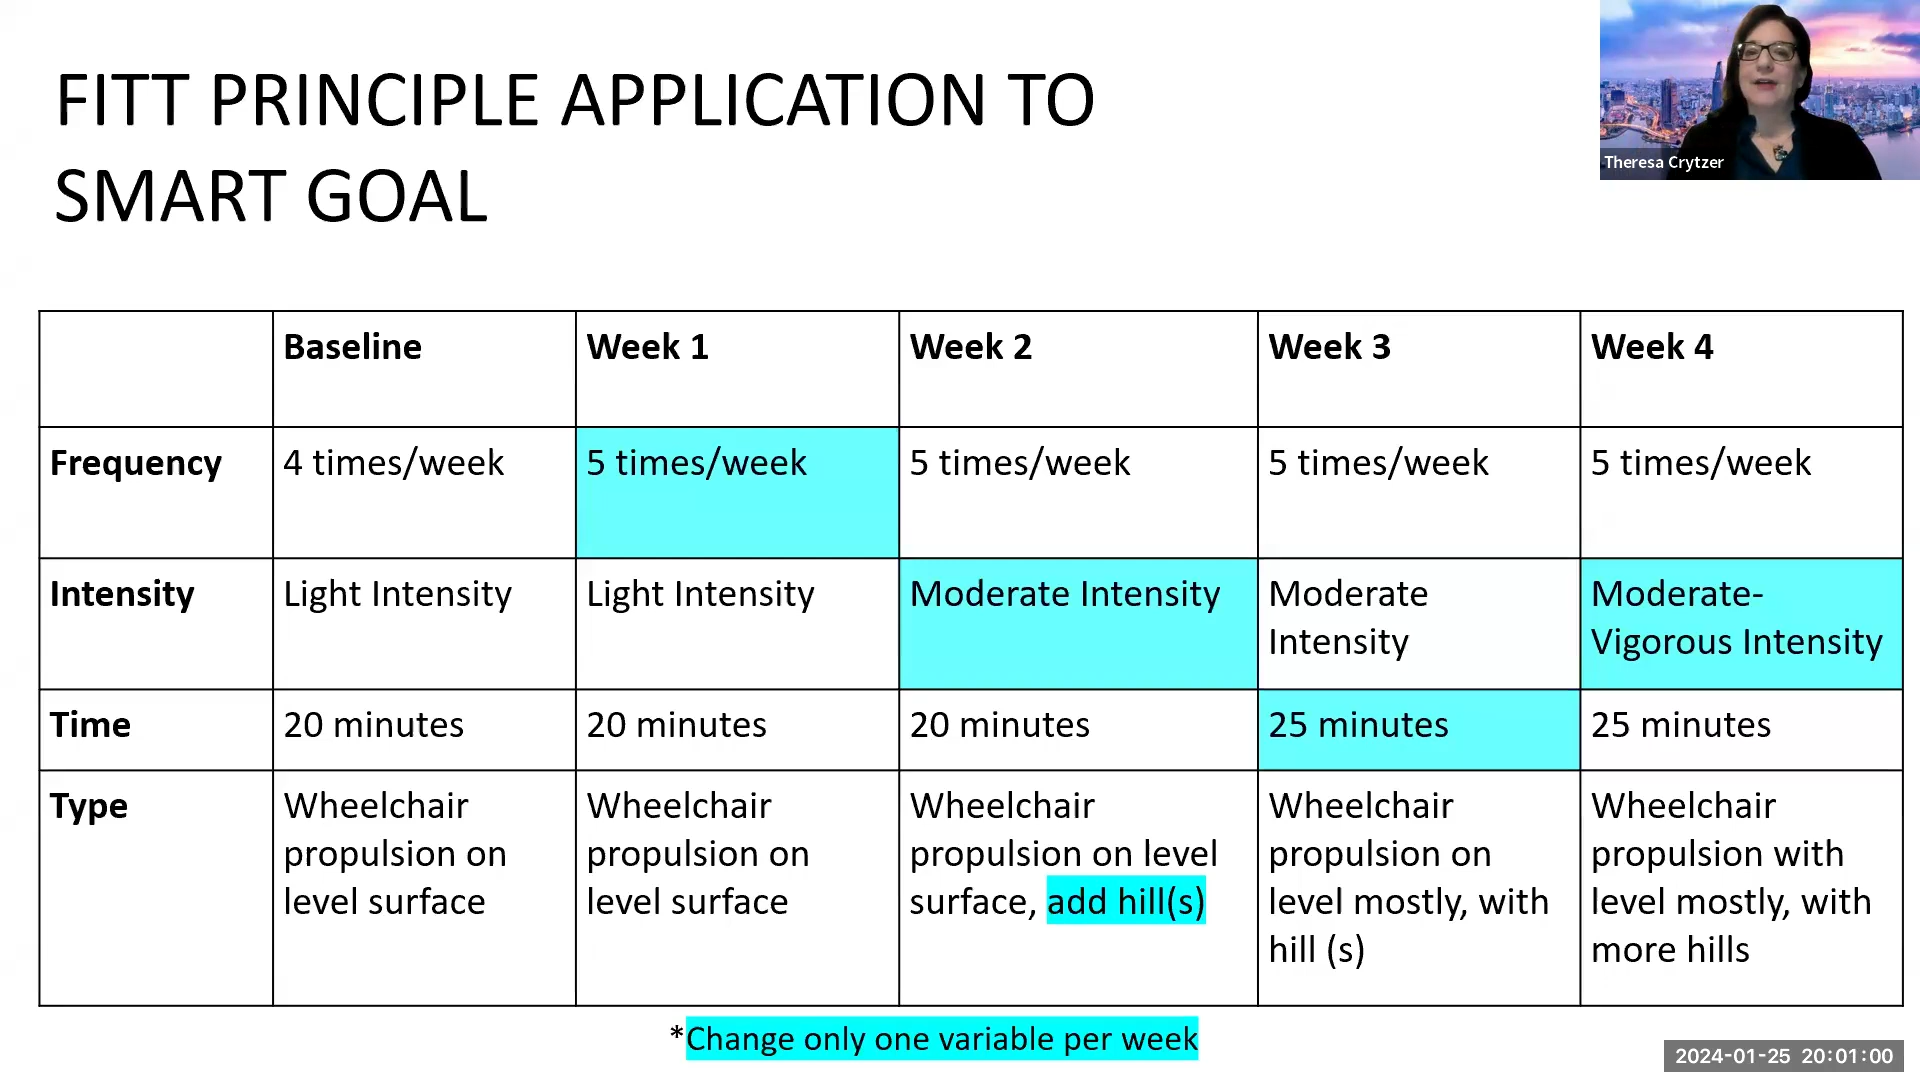 FITT PRINCIPLE APPLICATION TO
SMART GOAL
Theresa Crytzer
Baseline
Week 1
Week 2
Week 3
Week 4
Frequency
4 times/week
5 times/week
5 times/week
5 times/week
5 times/week
Intensity
Light Intensity
Light Intensity
Moderate Intensity
Moderate
Intensity
Moderate-
Vigorous Intensity
Time
20 minutes
20 minutes
20 minutes
25 minutes
25 minutes
Type
Wheelchair
propulsion on
level surface
Wheelchair
propulsion on
level surface
Wheelchair
propulsion on level
surface, add hill(s)
Wheelchair
propulsion on
level mostly, with
hill (s)
Wheelchair
propulsion with
level mostly, with
more hills
*Change only one variable per week
2024-01-25 20:01:00